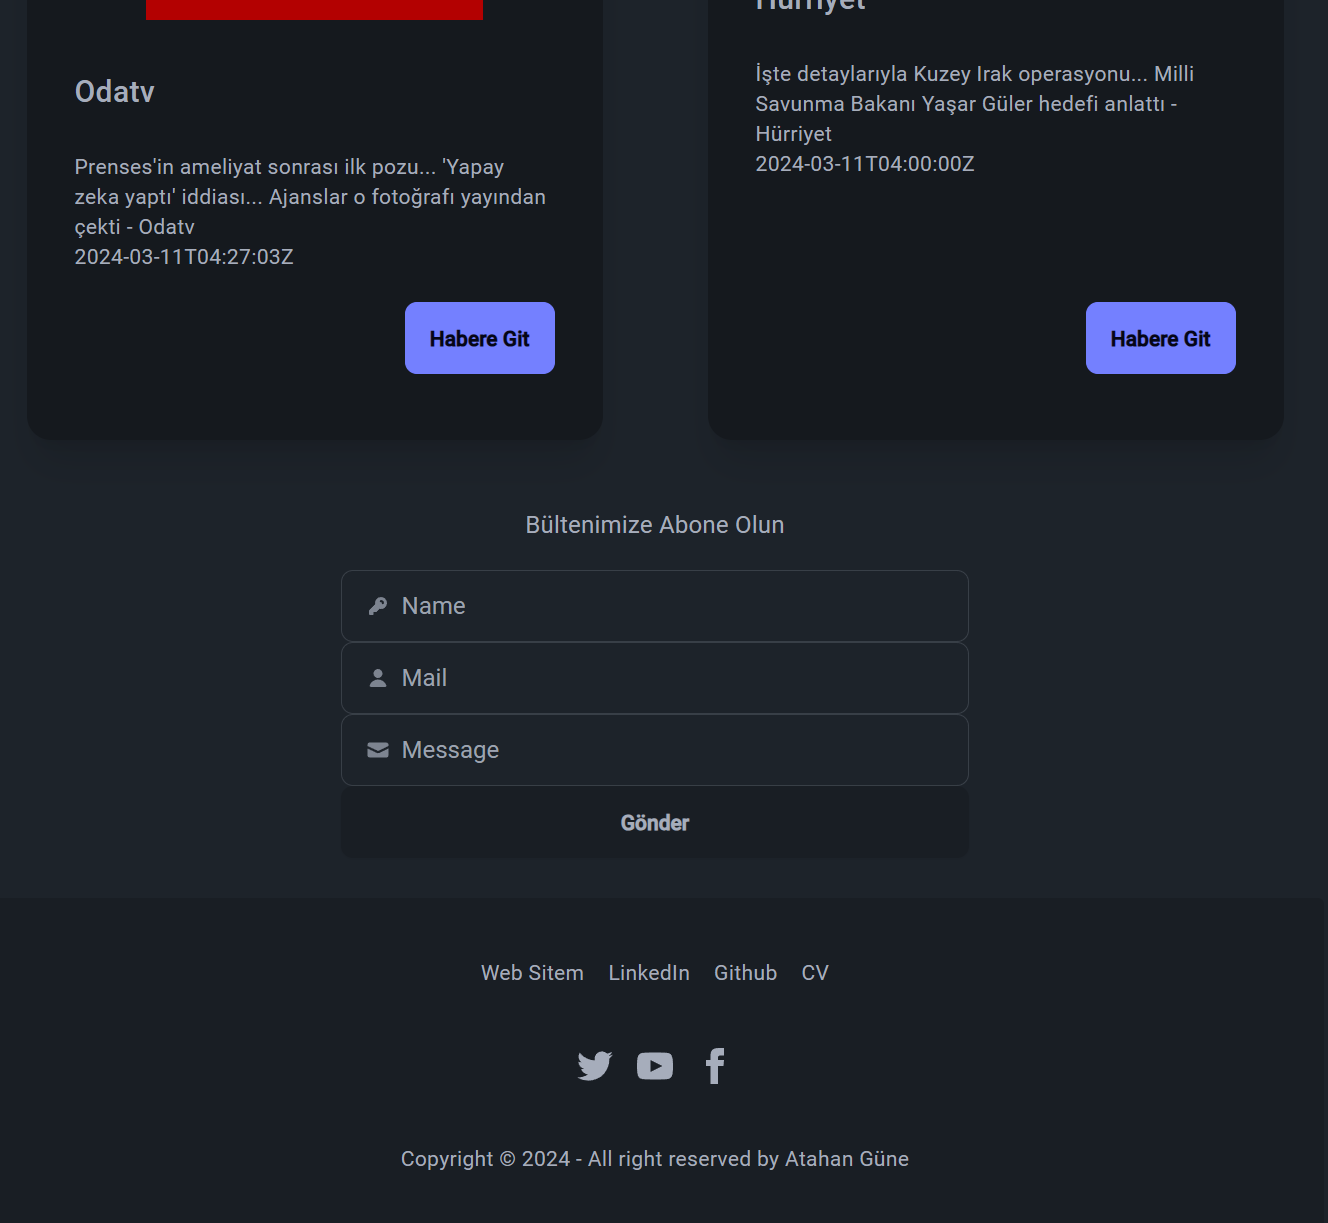 Odatv
Prenses'in ameliyat sonrası ilk pozu... 'Yapay
zeka yaptı' iddiası... Ajanslar o fotoğrafı yayından
çekti - Odatv
2024-03-11T04:27:03Z
Habere Git
Hürriyet
İşte detaylarıyla Kuzey Irak operasyonu... Milli
Savunma Bakanı Yaşar Güler hedefi anlattı -
Hürriyet
2024-03-11T04:00:00Z
Habere Git
Bültenimize Abone Olun
Name
Mail
Message
Gönder
Web Sitem LinkedIn Github CV
Copyright © 2024 - All right reserved by Atahan Güne